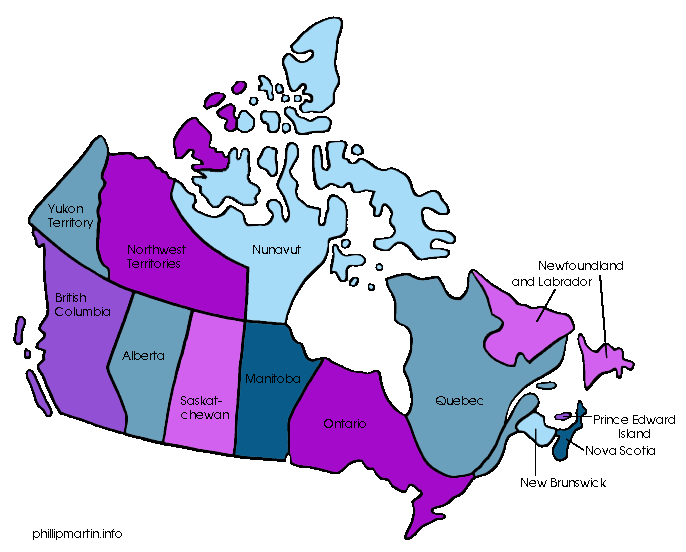 Yukon
Territory
Northwest
Territories
Nunavut
Newfoundland
and Labrador
British
Columbia
Alberta
Saskat-
chewan
Manitoba
Ontario
Quebec
Prince Edward
Island
Nova Scotia
New Brunswick
phillipmartin.info